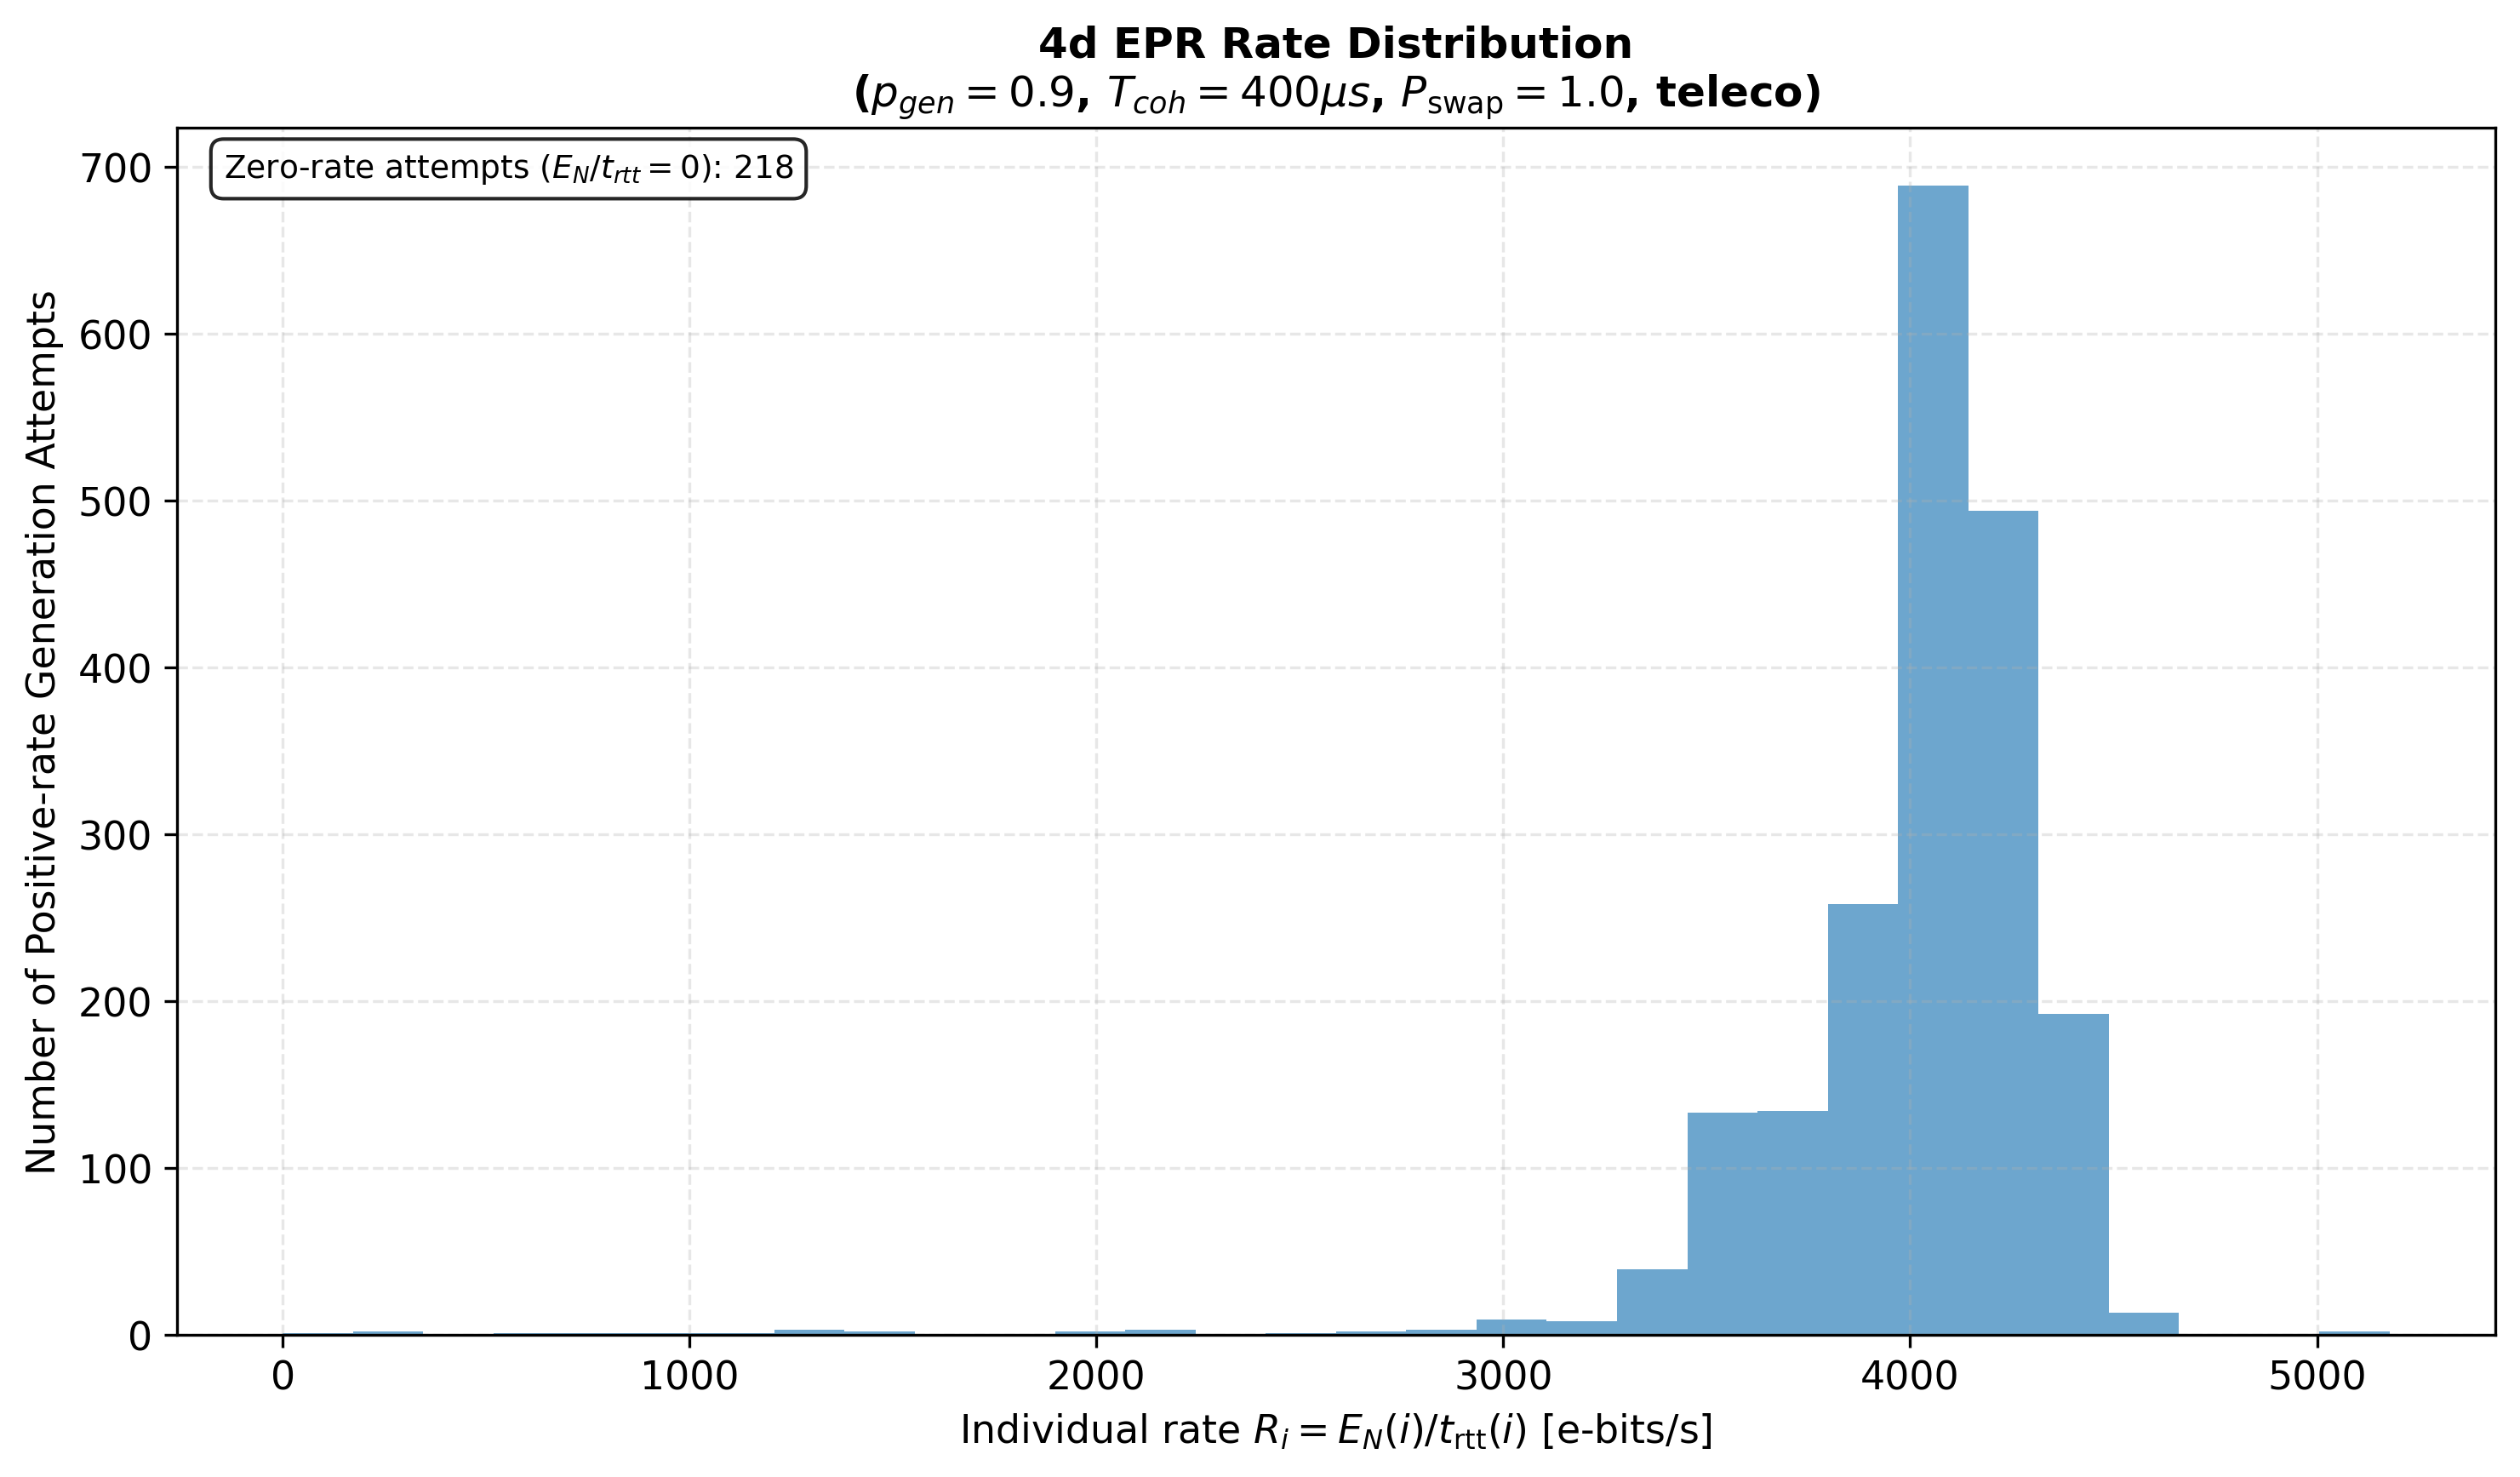 4d EPR Rate Distribution
(p_gen = 0.9, T_coh = 400μs, P_swap = 1.0, teleco)
Zero-rate attempts (E_N/t_rtt = 0): 218
Number of Positive-rate Generation Attempts
700
600
500
400
300
200
100
0
0 1000 2000 3000 4000 5000
Individual rate R_i = E_N(i)/t_rtt(i) [e-bits/s]